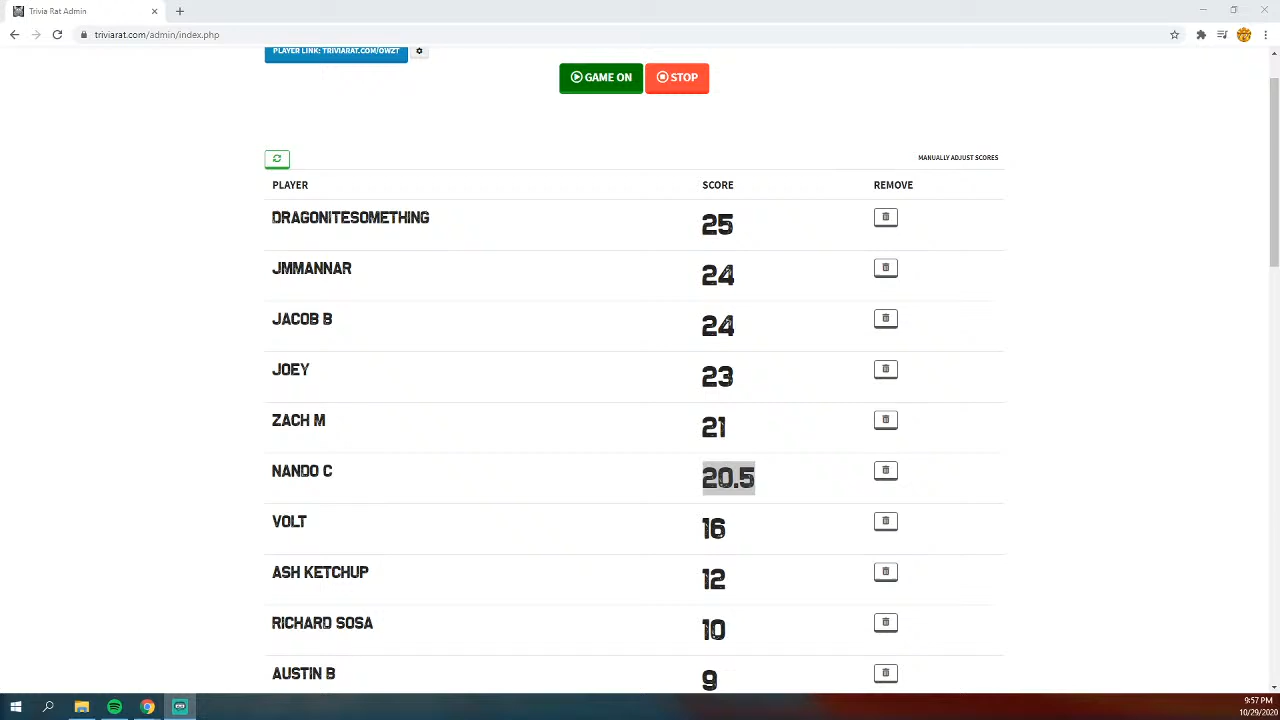 Trivia Rat Admin
triviarat.com/admin/index.php
PLAYER LINK: TRIVIARAT.COM/OWZT
GAME ON
STOP
MANUALLY ADJUST SCORES
PLAYER SCORE REMOVE
DRAGONITESOMETHING 25
JMMANNAR 24
JACOB B 24
JOEY 23
ZACH M 21
NANDO C 20.5
VOLT 16
ASH KETCHUP 12
RICHARD SOSA 10
AUSTIN B 9
9:57 PM
10/29/2020